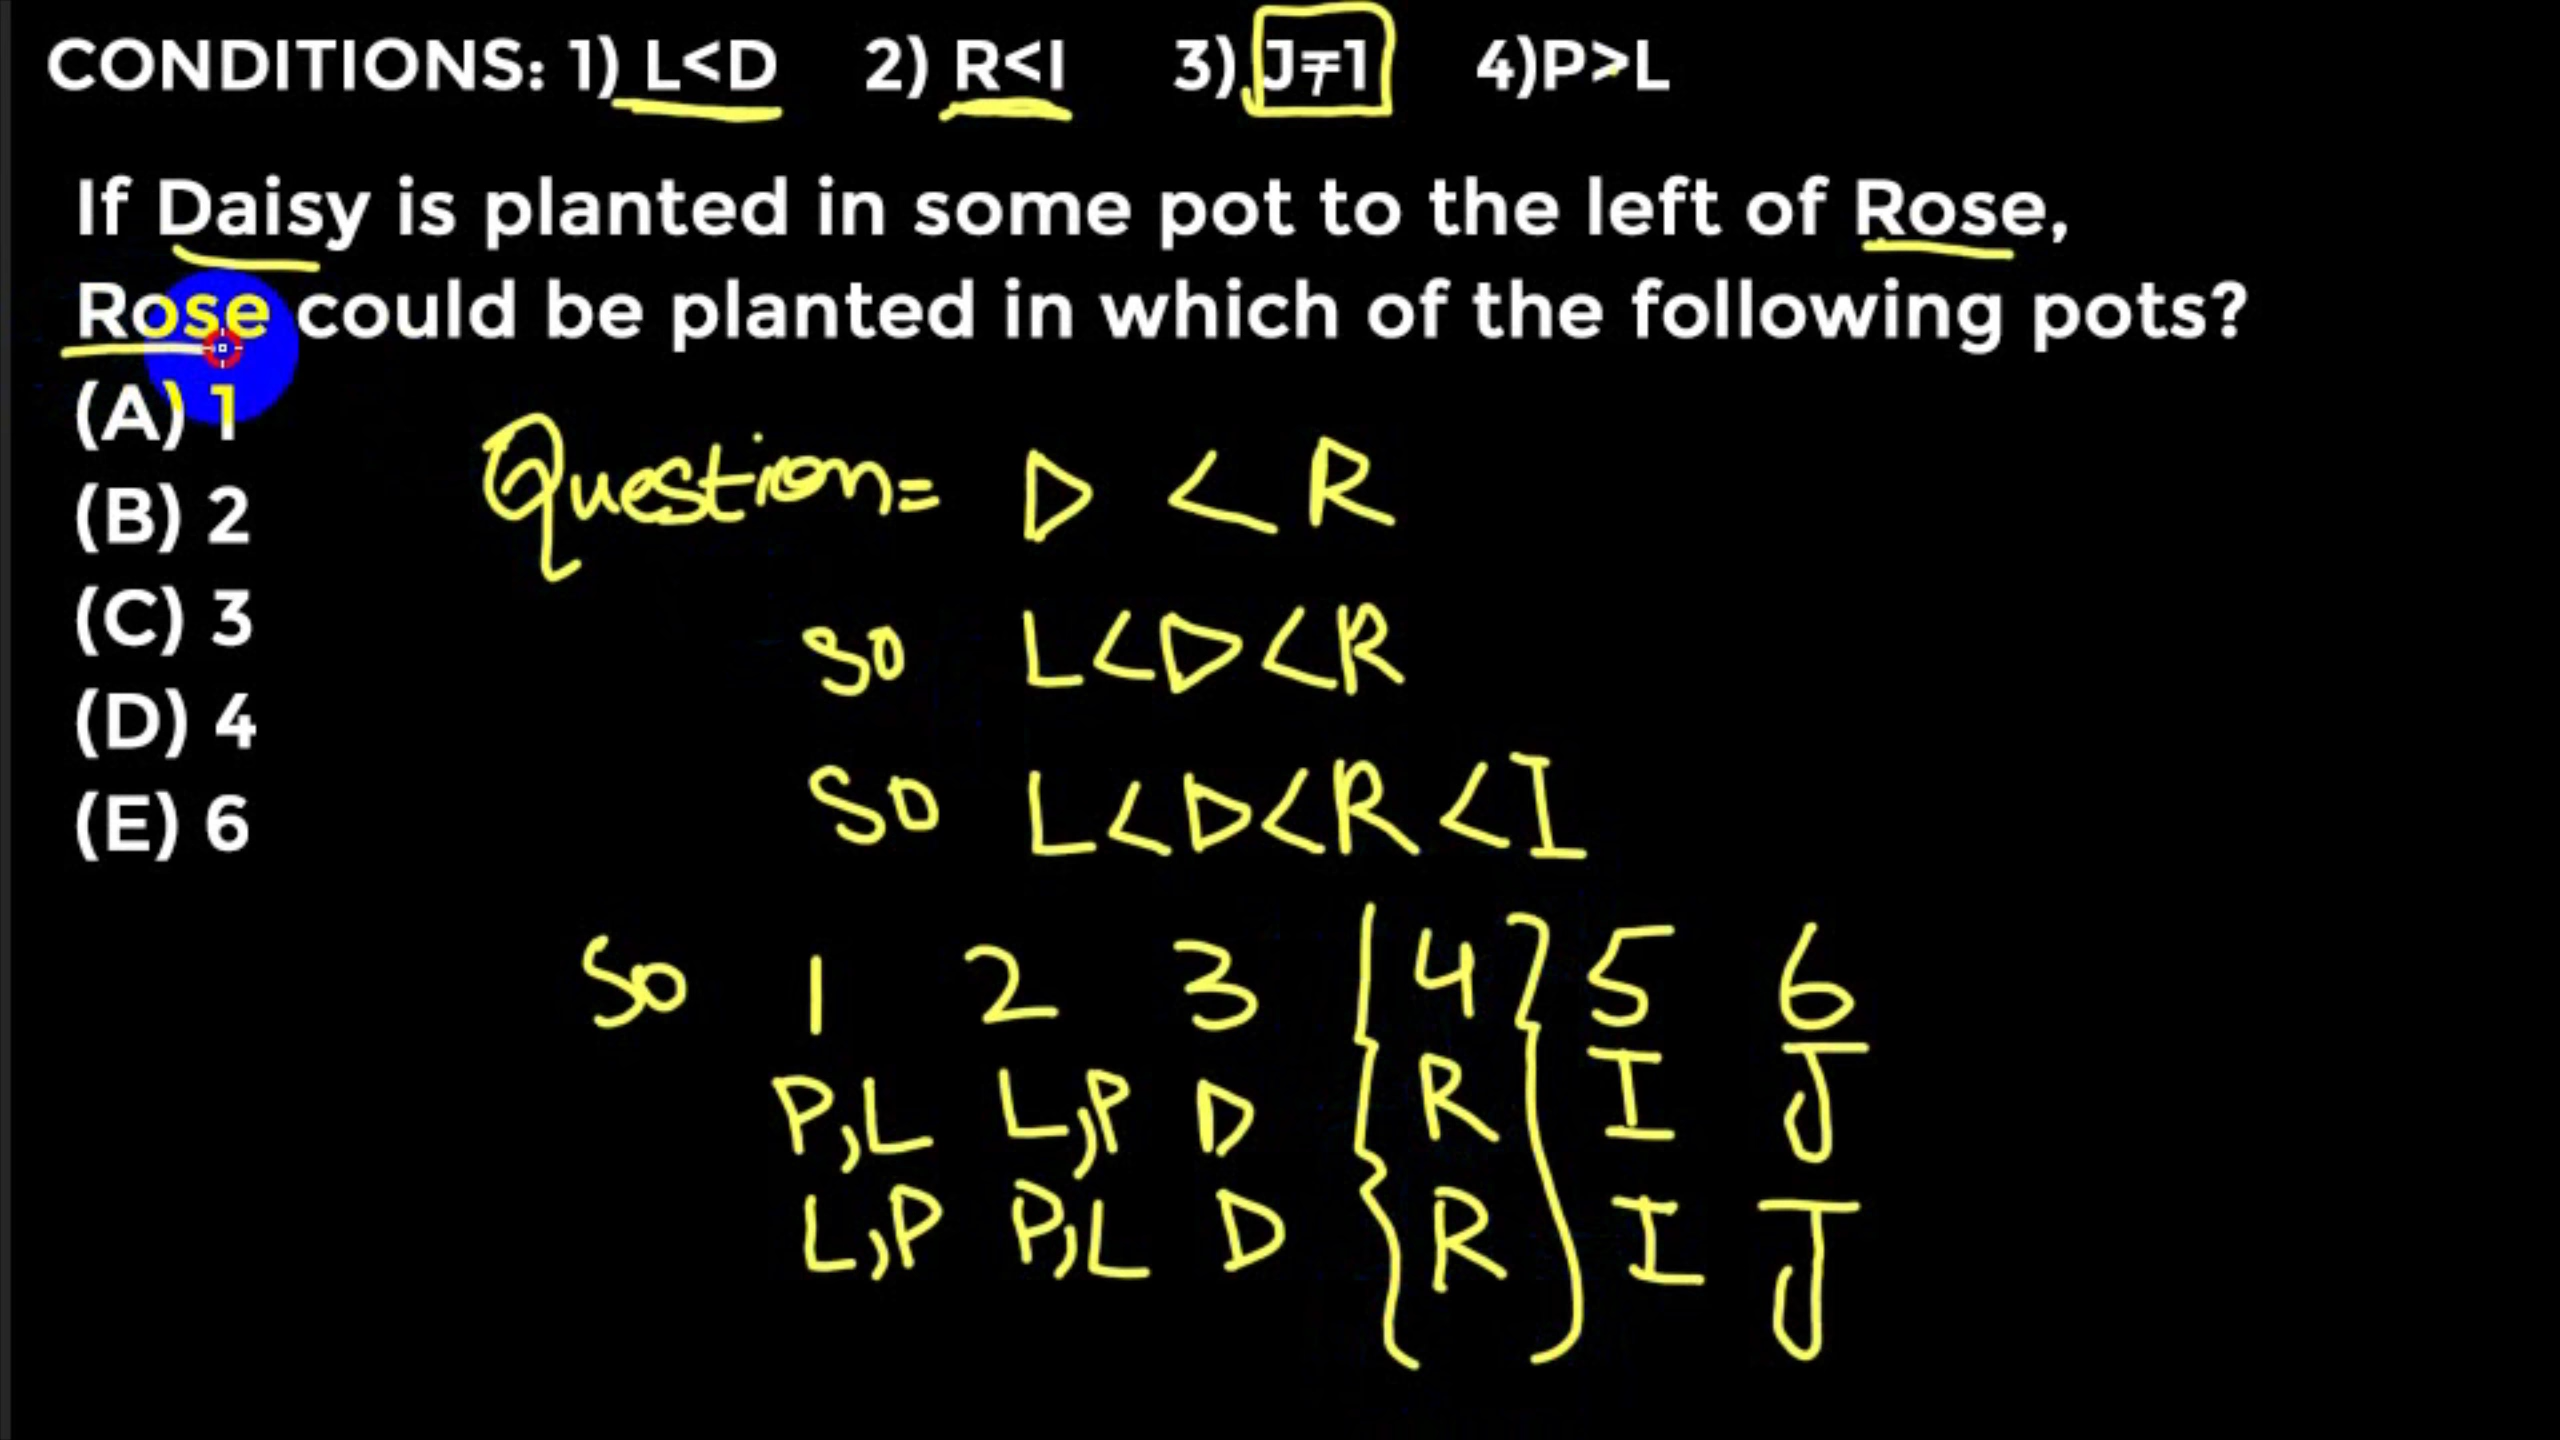 CONDITIONS: 1) L<D 2) R<I 3) J≠1 4)P>L
If Daisy is planted in some pot to the left of Rose,
Rose could be planted in which of the following pots?
(A) 1
(B) 2
(C) 3
(D) 4
(E) 6
Question= D < R
so L<D<R
so L<D<R<I
So 1 2 3 { 4 } 5 6
P,L L,P D R I J
L,P P,L D R I J